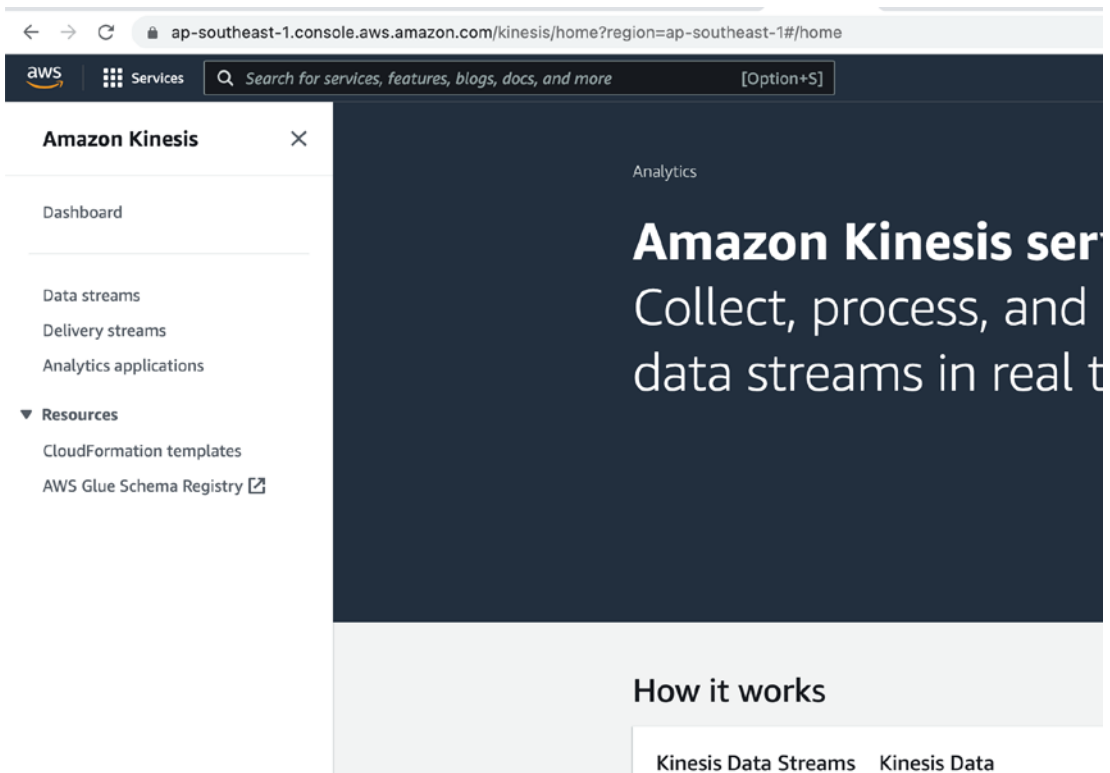 ap-southeast-1.console.aws.amazon.com/kinesis/home?region=ap-southeast-1#/home
aws Services Search for services, features, blogs, docs, and more [Option+S]
Amazon Kinesis
Dashboard
Data streams
Delivery streams
Analytics applications
Resources
CloudFormation templates
AWS Glue Schema Registry
Analytics
Amazon Kinesis ser
Collect, process, and
data streams in real t
How it works
Kinesis Data Streams Kinesis Data